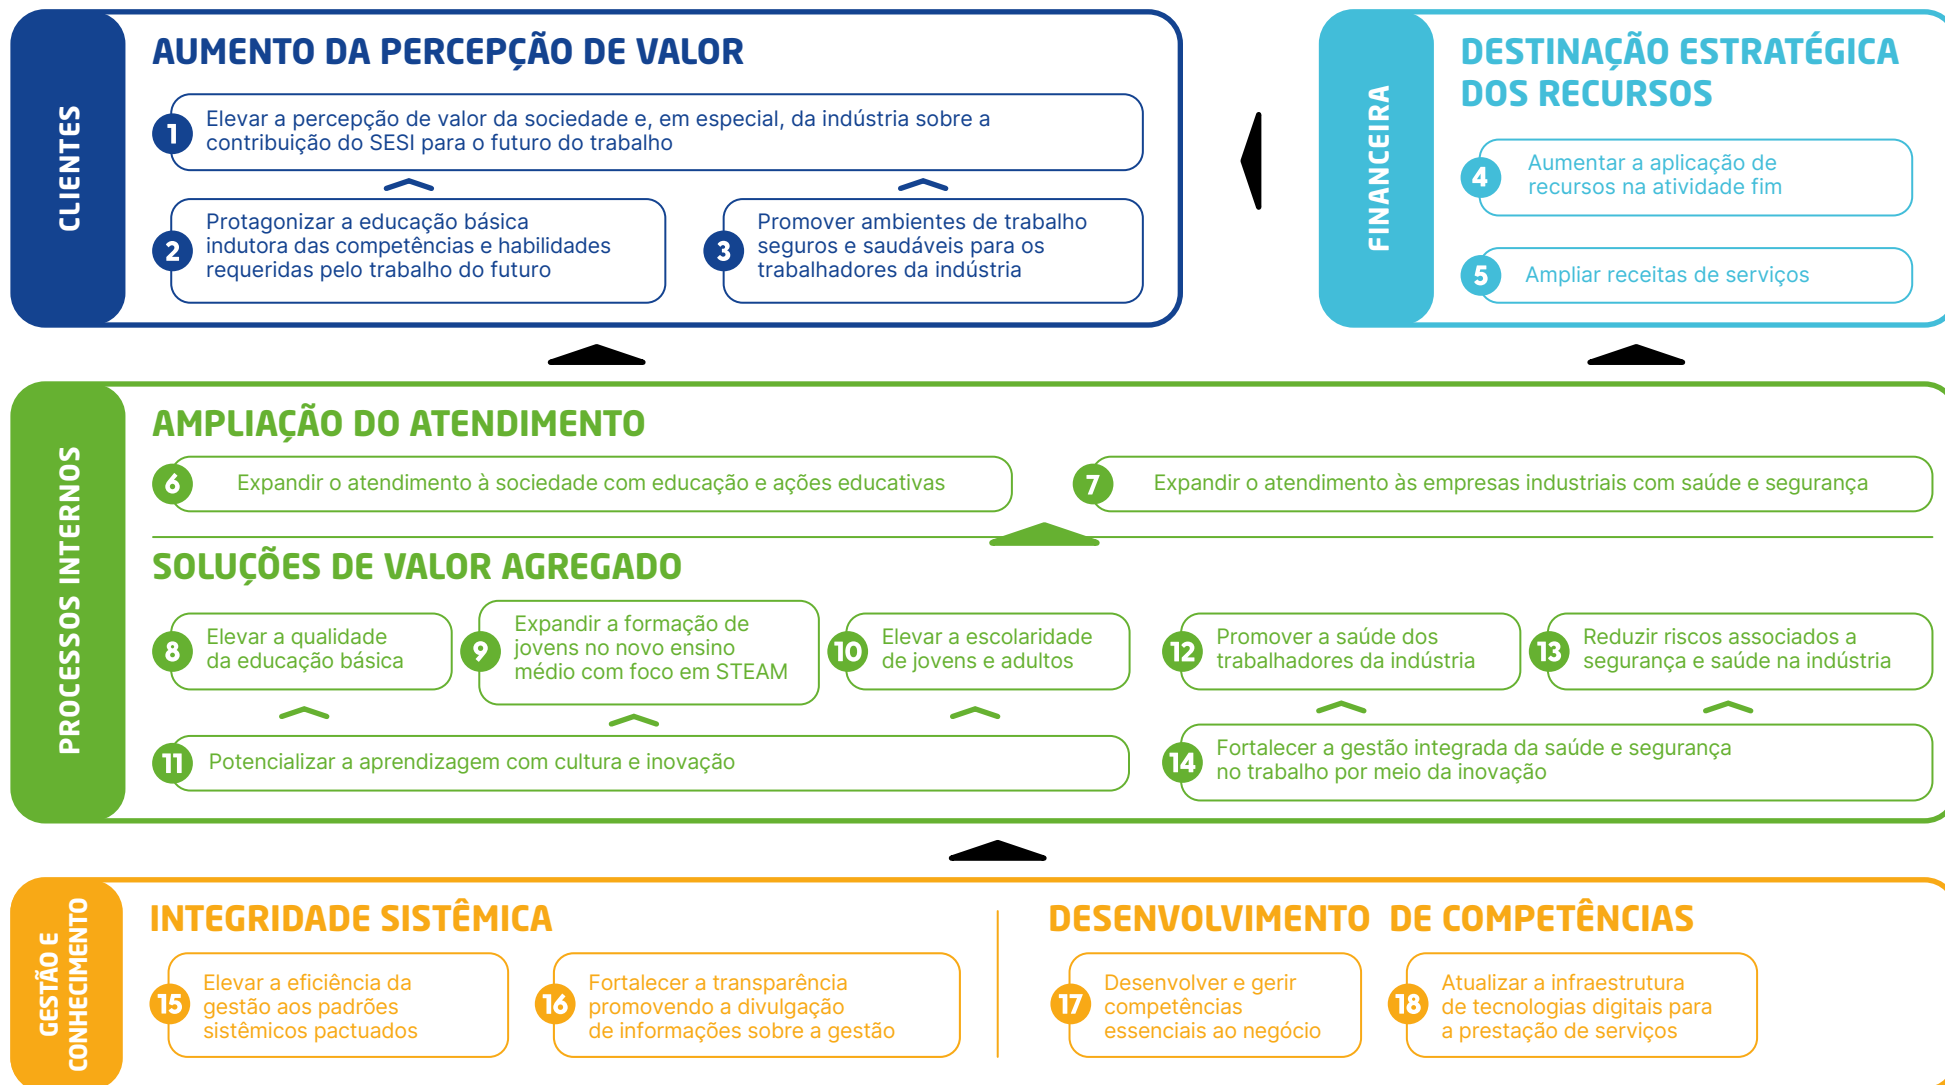 CLIENTES
AUMENTO DA PERCEPÇÃO DE VALOR
1
Elevar a percepção de valor da sociedade e, em especial, da indústria sobre a
contribuição do SESI para o futuro do trabalho
2
Protagonizar a educação básica
indutora das competências e habilidades
requeridas pelo trabalho do futuro
3
Promover ambientes de trabalho
seguros e saudáveis para os
trabalhadores da indústria
FINANCEIRA
DESTINAÇÃO ESTRATÉGICA
DOS RECURSOS
4
Aumentar a aplicação de
recursos na atividade fim
5
Ampliar receitas de serviços
PROCESSOS INTERNOS
AMPLIAÇÃO DO ATENDIMENTO
6
Expandir o atendimento à sociedade com educação e ações educativas
7
Expandir o atendimento às empresas industriais com saúde e segurança
SOLUÇÕES DE VALOR AGREGADO
8
Elevar a qualidade
da educação básica
9
Expandir a formação de
jovens no novo ensino
médio com foco em STEAM
10
Elevar a escolaridade
de jovens e adultos
11
Potencializar a aprendizagem com cultura e inovação
12
Promover a saúde dos
trabalhadores da indústria
13
Reduzir riscos associados a
segurança e saúde na indústria
14
Fortalecer a gestão integrada da saúde e segurança
no trabalho por meio da inovação
GESTÃO E
CONHECIMENTO
INTEGRIDADE SISTÊMICA
15
Elevar a eficiência da
gestão aos padrões
sistêmicos pactuados
16
Fortalecer a transparência
promovendo a divulgação
de informações sobre a gestão
DESENVOLVIMENTO DE COMPETÊNCIAS
17
Desenvolver e gerir
competências
essenciais ao negócio
18
Atualizar a infraestrutura
de tecnologias digitais para
a prestação de serviços